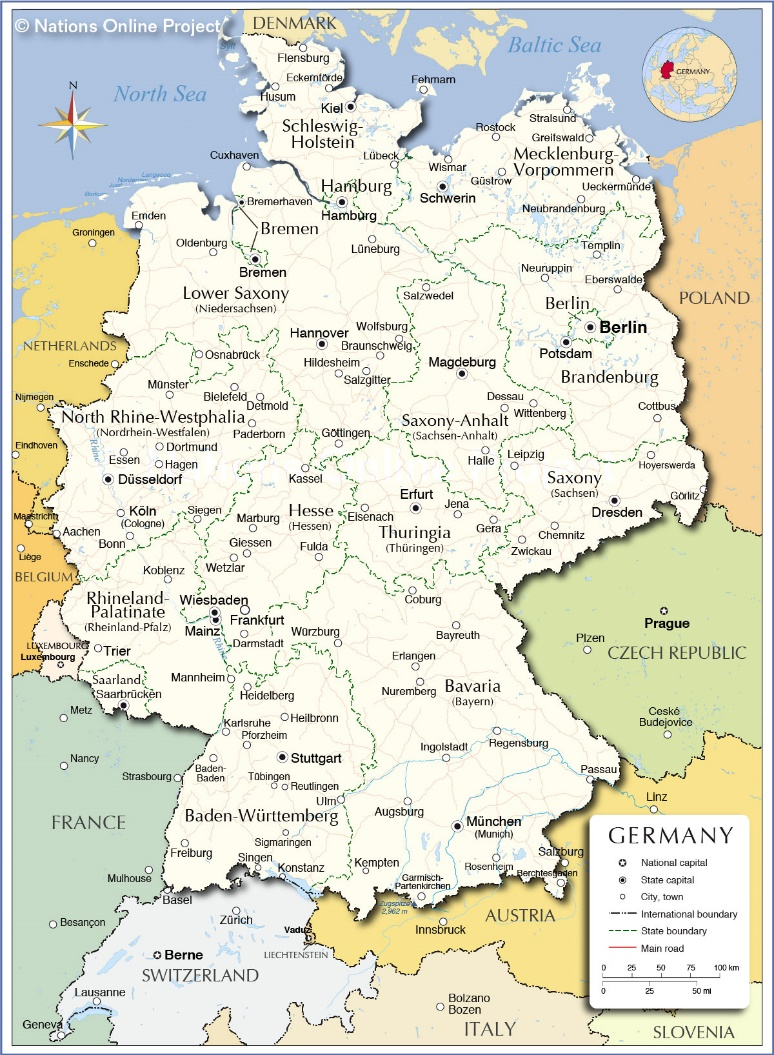 © Nations Online Project
DENMARK
Baltic Sea
North Sea
N
GERMANY
Sylt
Flensburg
Eckernförde
Husum
Kiel
Fehmarn
Schleswig-
Holstein
Stralsund
Rostock
Greifswald
Mecklenburg-
Vorpommern
Cuxhaven
Lübeck
Wismar
Güstrow
Schwerin
Ueckermünde
Neubrandenburg
Hamburg
Hamburg
Bremerhaven
Emden
Groningen
Bremen
Oldenburg
Lüneburg
Bremen
Templin
Neuruppin
Eberswalde
Lower Saxony
(Niedersachsen)
Salzwedel
Berlin
POLAND
Berlin
Wolfsburg
Hannover
Braunschweig
Potsdam
NETHERLANDS
Osnabrück
Hildesheim
Salzgitter
Magdeburg
Brandenburg
Enschede
Münster
Bielefeld
Detmold
Dessau
Wittenberg
Nijmegen
Cottbus
North Rhine-Westphalia
(Nordrhein-Westfalen)
Paderborn
Saxony-Anhalt
(Sachsen-Anhalt)
Göttingen
Eindhoven
Rhine
Essen
Dortmund
Hagen
Halle
Leipzig
Hoyerswerda
Düsseldorf
Kassel
Saxony
(Sachsen)
Görlitz
Erfurt
Dresden
Maastricht
Köln
(Cologne)
Siegen
Marburg
Hesse
(Hessen)
Eisenach
Jena
Gera
Chemnitz
Aachen
Bonn
Thuringia
(Thüringen)
Zwickau
Liège
Giessen
Fulda
Wetzlar
BELGIUM
Koblenz
Rhineland-
Palatinate
(Rheinland-Pfalz)
Wiesbaden
Frankfurt
Mainz
Coburg
Prague
Darmstadt
Würzburg
Bayreuth
Plzen
LUXEMBOURG
Luxembourg
Trier
Rhine
Erlangen
CZECH REPUBLIC
Saarland
Saarbrücken
Mannheim
Heidelberg
Nuremberg
Bavaria
(Bayern)
Metz
Karlsruhe
Heilbronn
Pforzheim
České
Budejovice
Regensburg
Ingolstadt
Nancy
Stuttgart
Baden-
Baden
Passau
Strasbourg
Tübingen
Reutlingen
Ulm
Linz
FRANCE
Baden-Württemberg
Augsburg
München
(Munich)
Sigmaringen
Freiburg
Singen
Konstanz
Kempten
Rosenheim
Salzburg
Berchtesgaden
Mulhouse
Garmisch-
Partenkirchen
Basel
Zugspitze
2,962 m
Besançon
Zürich
Innsbruck
AUSTRIA
Vaduz
Berne
LIECHTENSTEIN
SWITZERLAND
Lausanne
Bolzano
Bozen
Geneva
ITALY
SLOVENIA
GERMANY
National capital
State capital
City, town
International boundary
State boundary
Main road
0 25 50 75 100 km
0 25 50 mi